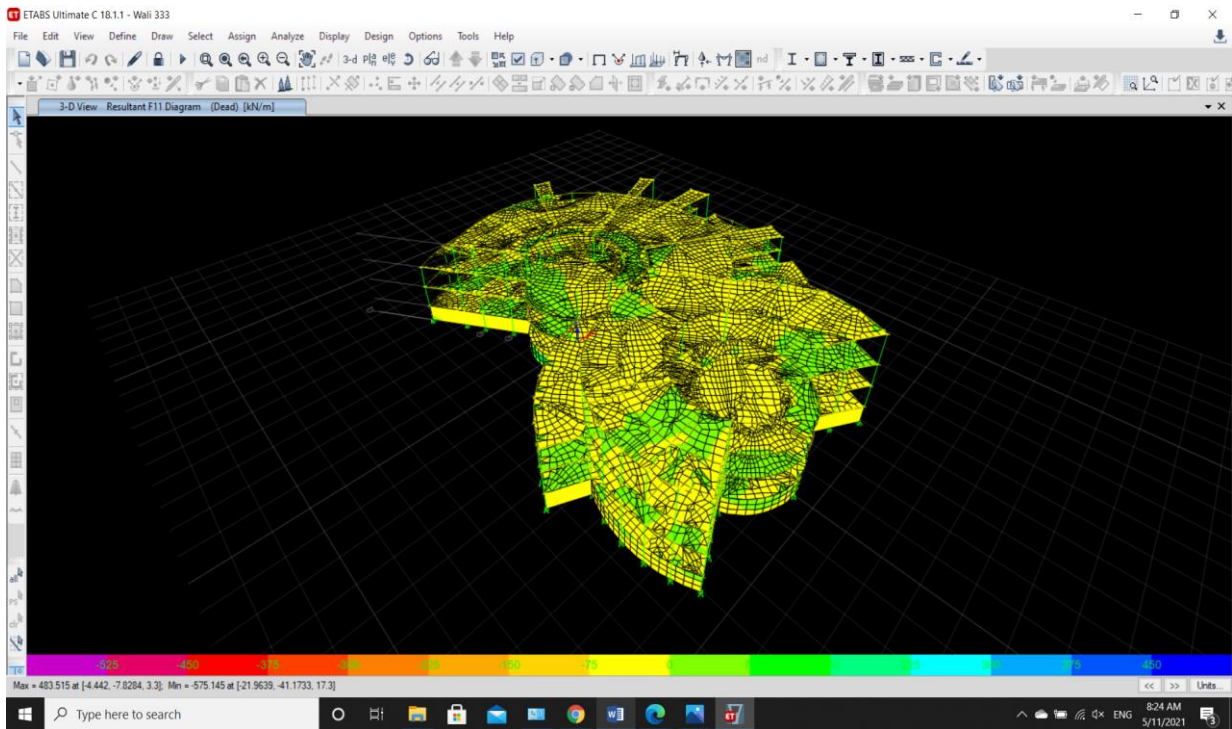 ETABS Ultimate C 18.1.1 - Wali 333
File Edit View Define Draw Select Assign Analyze Display Design Options Tools Help
3-d
nd
3-D View Resultant F11 Diagram (Dead) [kN/m]
-525 -450 -375 -150 -75 0 450
Max = 483.515 at [-4.442, -7.8284, 3.3]; Min = -575.145 at [-21.9639, -41.1733, 17.3]
<< >> Units...
Type here to search
ENG
8:24 AM
5/11/2021
3